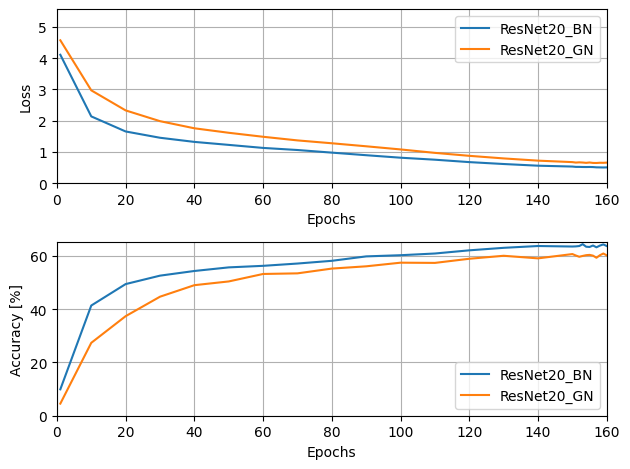 5
4
3
2
1
0
Loss
ResNet20_BN
ResNet20_GN
0 20 40 60 80 100 120 140 160
Epochs
60
40
20
0
Accuracy [%]
ResNet20_BN
ResNet20_GN
0 20 40 60 80 100 120 140 160
Epochs